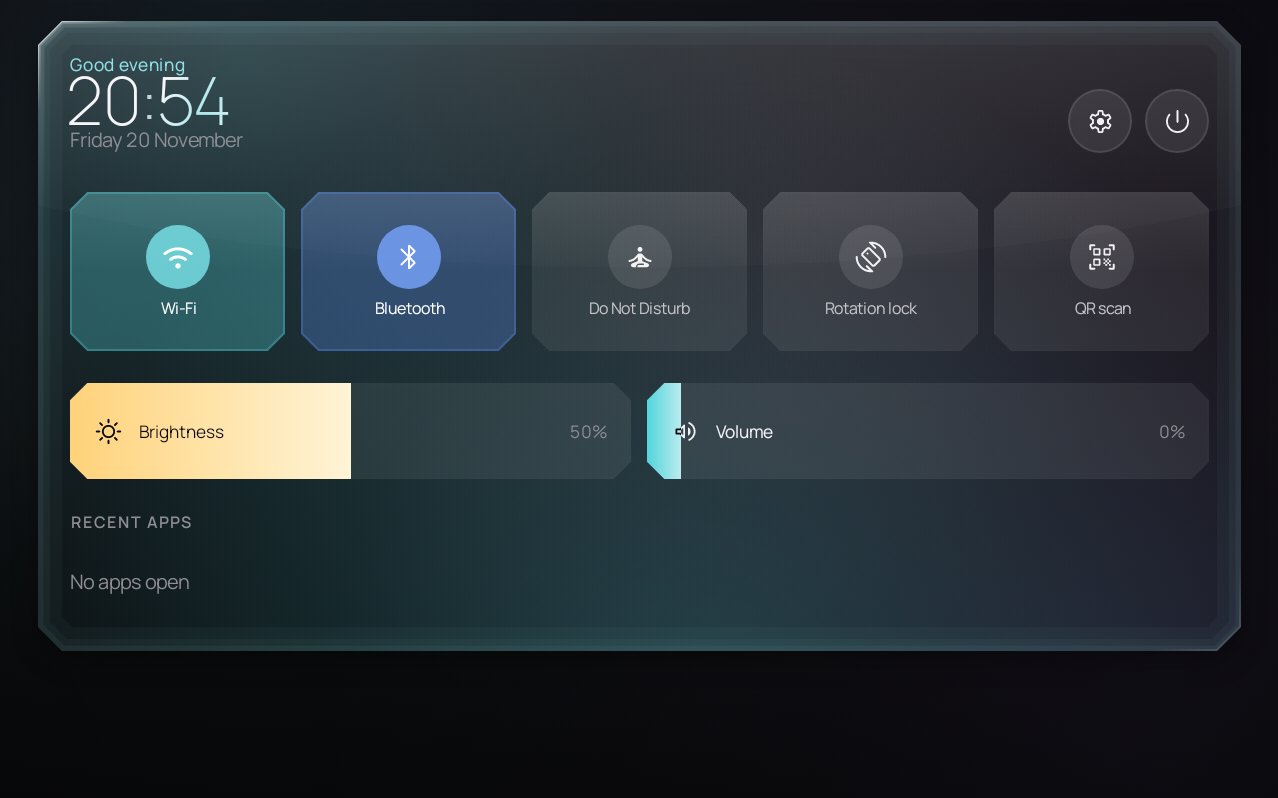 Good evening
20:54
Friday 20 November
Wi-Fi
Bluetooth
Do Not Disturb
Rotation lock
QR scan
Brightness
50%
Volume
0%
RECENT APPS
No apps open